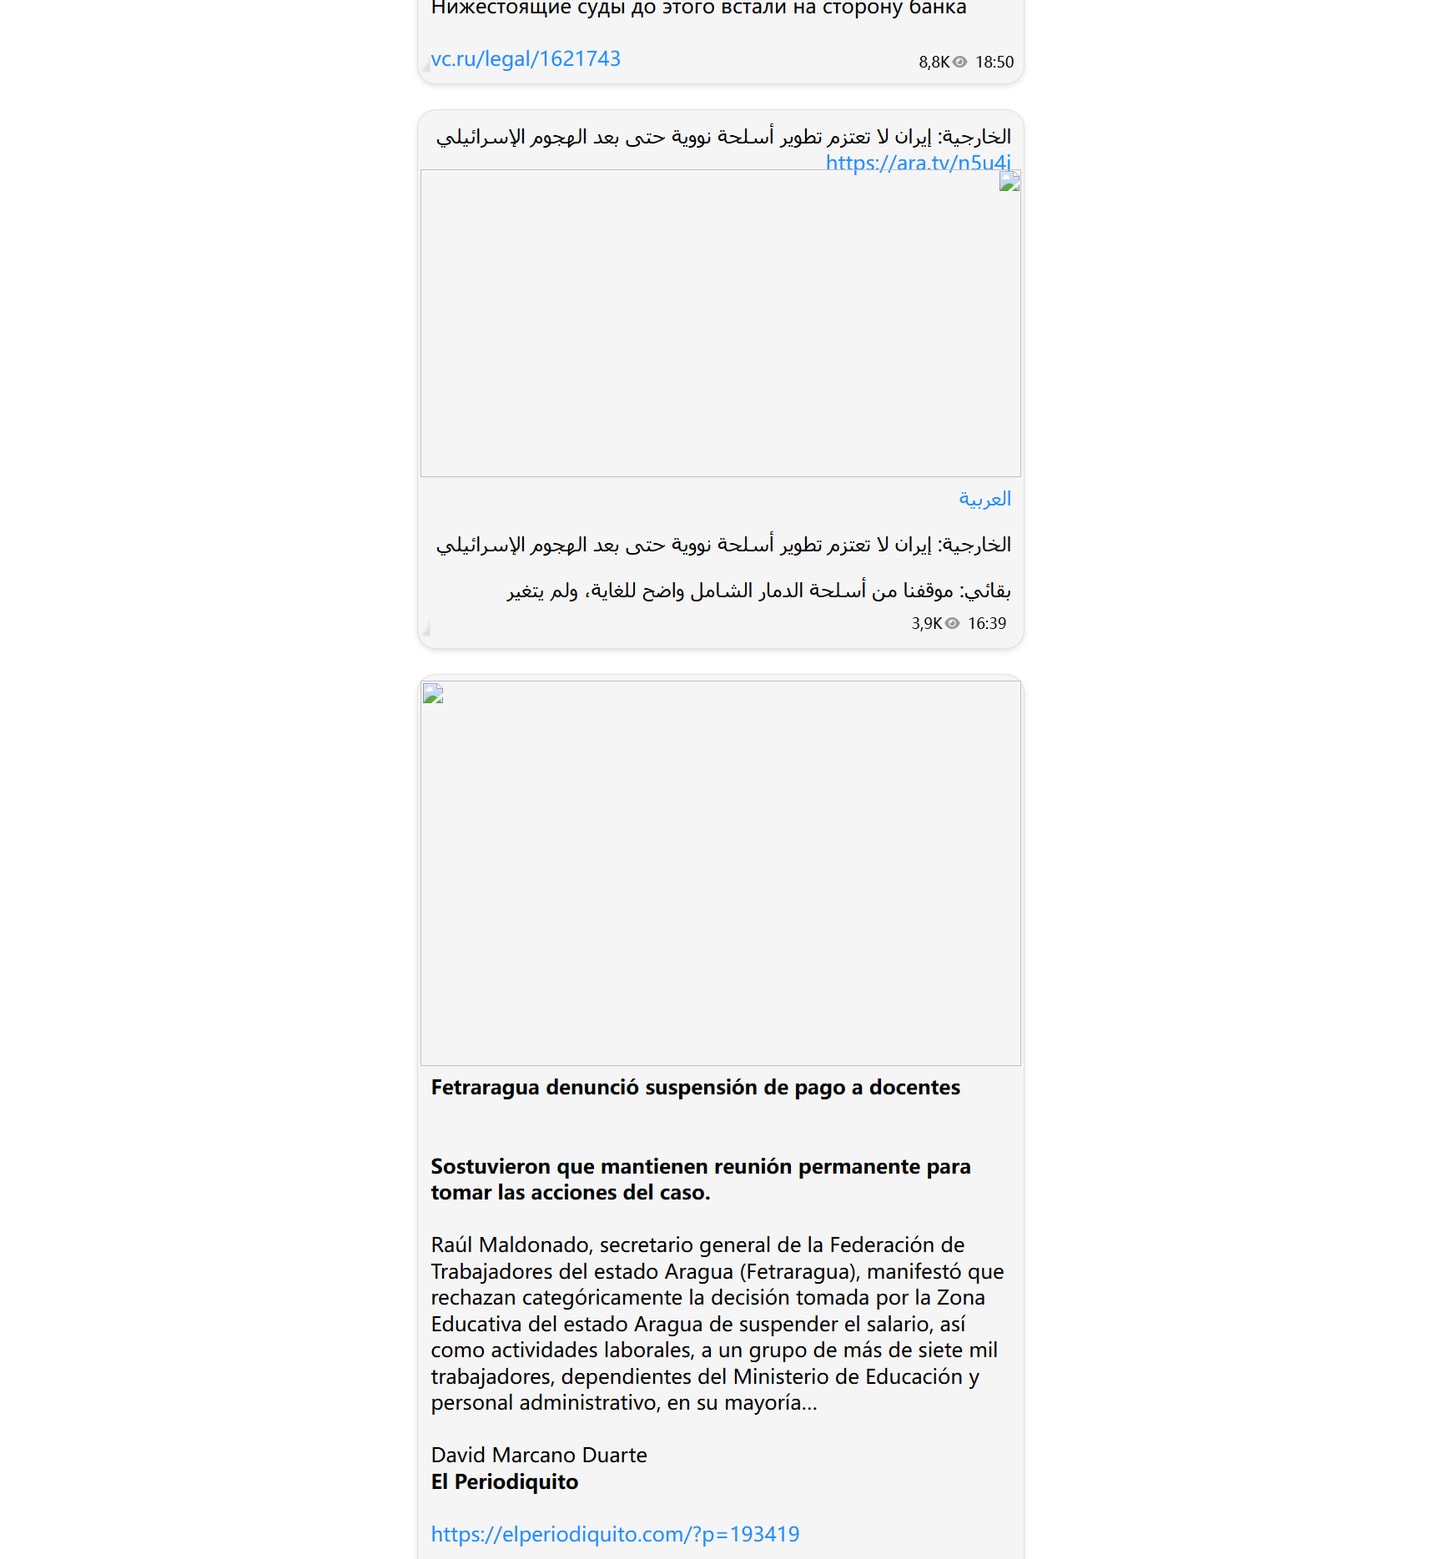 Нижестоящие суды до этого встали на сторону банка
vc.ru/legal/1621743
8,8K 18:50
الخارجية: إيران لا تعتزم تطوير أسلحة نووية حتى بعد الهجوم الإسرائيلي
https://ara.tv/n5u4j
العربية
الخارجية: إيران لا تعتزم تطوير أسلحة نووية حتى بعد الهجوم الإسرائيلي
بقائي: موقفنا من أسلحة الدمار الشامل واضح للغاية، ولم يتغير
3,9K 16:39
Fetraragua denunció suspensión de pago a docentes
Sostuvieron que mantienen reunión permanente para
tomar las acciones del caso.
Raúl Maldonado, secretario general de la Federación de
Trabajadores del estado Aragua (Fetraragua), manifestó que
rechazan categóricamente la decisión tomada por la Zona
Educativa del estado Aragua de suspender el salario, así
como actividades laborales, a un grupo de más de siete mil
trabajadores, dependientes del Ministerio de Educación y
personal administrativo, en su mayoría...
David Marcano Duarte
El Periodiquito
https://elperiodiquito.com/?p=193419